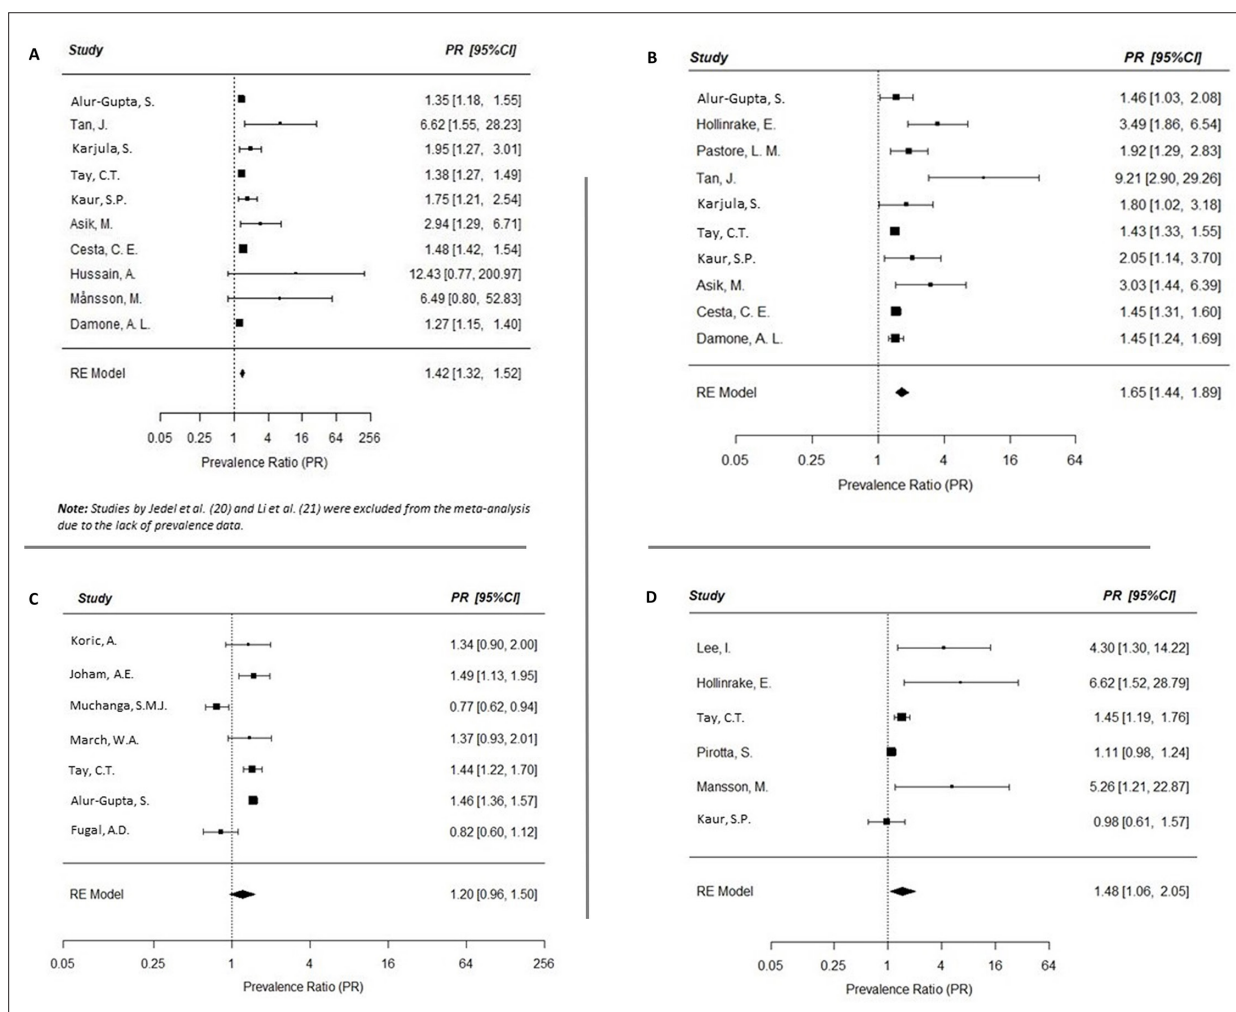 A
Study PR [95%CI]
Alur-Gupta, S. 1.35 [1.18, 1.55]
Tan, J. 6.62 [1.55, 28.23]
Karjula, S. 1.95 [1.27, 3.01]
Tay, C.T. 1.38 [1.27, 1.49]
Kaur, S.P. 1.75 [1.21, 2.54]
Asik, M. 2.94 [1.29, 6.71]
Cesta, C. E. 1.48 [1.42, 1.54]
Hussain, A. 12.43 [0.77, 200.97]
Månsson, M. 6.49 [0.80, 52.83]
Damone, A. L. 1.27 [1.15, 1.40]
RE Model 1.42 [1.32, 1.52]
0.05 0.25 1 4 16 64 256
Prevalence Ratio (PR)
Note: Studies by Jedel et al. (20) and Li et al. (21) were excluded from the meta-analysis
due to the lack of prevalence data.
B
Study PR [95%CI]
Alur-Gupta, S. 1.46 [1.03, 2.08]
Hollinrake, E. 3.49 [1.86, 6.54]
Pastore, L. M. 1.92 [1.29, 2.83]
Tan, J. 9.21 [2.90, 29.26]
Karjula, S. 1.80 [1.02, 3.18]
Tay, C.T. 1.43 [1.33, 1.55]
Kaur, S.P. 2.05 [1.14, 3.70]
Asik, M. 3.03 [1.44, 6.39]
Cesta, C. E. 1.45 [1.31, 1.60]
Damone, A. L. 1.45 [1.24, 1.69]
RE Model 1.65 [1.44, 1.89]
0.05 0.25 1 4 16 64
Prevalence Ratio (PR)
C
Study PR [95%CI]
Koric, A. 1.34 [0.90, 2.00]
Joham, A.E. 1.49 [1.13, 1.95]
Muchanga, S.M.J. 0.77 [0.62, 0.94]
March, W.A. 1.37 [0.93, 2.01]
Tay, C.T. 1.44 [1.22, 1.70]
Alur-Gupta, S. 1.46 [1.36, 1.57]
Fugal, A.D. 0.82 [0.60, 1.12]
RE Model 1.20 [0.96, 1.50]
0.05 0.25 1 4 16 64 256
Prevalence Ratio (PR)
D
Study PR [95%CI]
Lee, I. 4.30 [1.30, 14.22]
Hollinrake, E. 6.62 [1.52, 28.79]
Tay, C.T. 1.45 [1.19, 1.76]
Pirotta, S. 1.11 [0.98, 1.24]
Mansson, M. 5.26 [1.21, 22.87]
Kaur, S.P. 0.98 [0.61, 1.57]
RE Model 1.48 [1.06, 2.05]
0.05 0.25 1 4 16 64
Prevalence Ratio (PR)